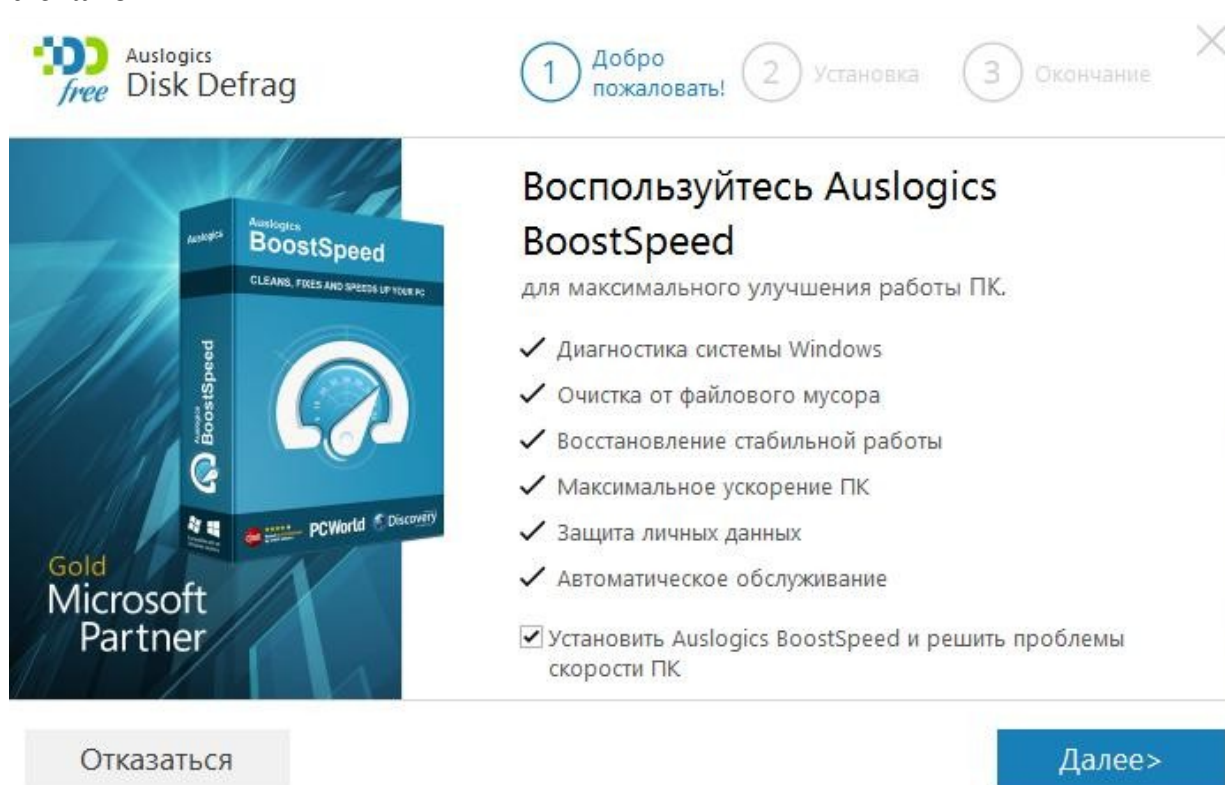 Auslogics
Disk Defrag
free
1
Добро
пожаловать!
2
Установка
3
Окончание
Auslogics
Auslogics
BoostSpeed
CLEANS, FIXES AND SPEEDS UP YOUR PC
Auslogics
BoostSpeed
PCWorld
Discovery
Gold
Microsoft
Partner
Воспользуйтесь Auslogics
BoostSpeed
для максимального улучшения работы ПК.
Диагностика системы Windows
Очистка от файлового мусора
Восстановление стабильной работы
Максимальное ускорение ПК
Защита личных данных
Автоматическое обслуживание
Установить Auslogics BoostSpeed и решить проблемы
скорости ПК
Отказаться
Далее>